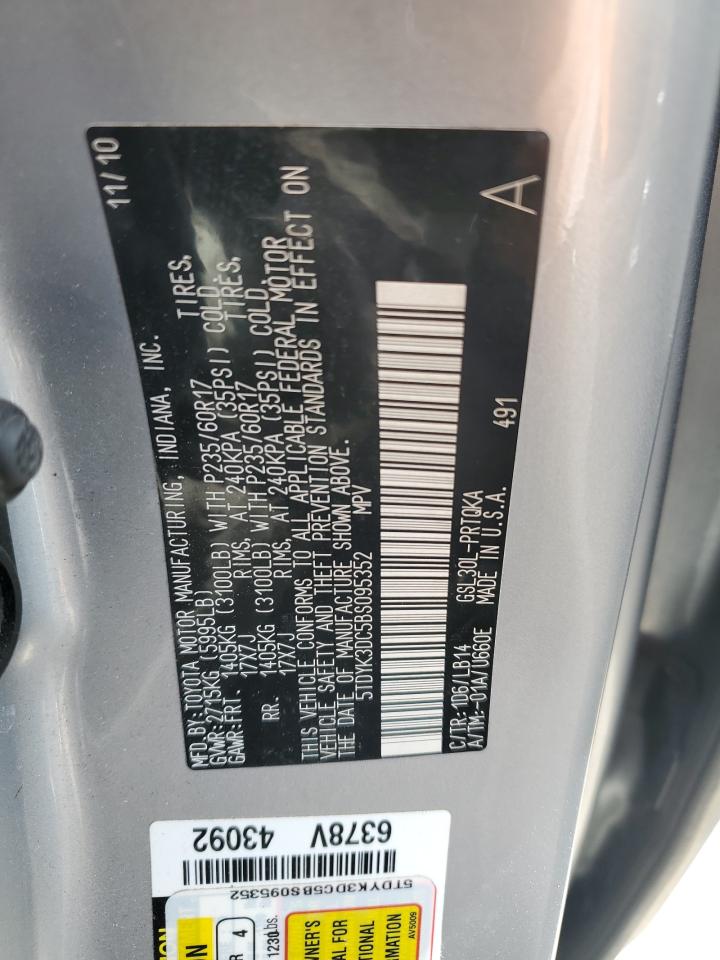 MFD. BY: TOYOTA MOTOR MANUFACTURING, INDIANA, INC. 11/10
GVWR: 2715KG (5995LB)
GAWR: FRT 1405KG (3100LB) WITH P235/60R17 TIRES,
17X7J RIMS, AT 240KPA (35PSI) COLD.
RR. 1405KG (3100LB) WITH P235/60R17 TIRES,
17X7J RIMS, AT 240KPA (35PSI) COLD.
THIS VEHICLE CONFORMS TO ALL APPLICABLE FEDERAL MOTOR
VEHICLE SAFETY AND THEFT PREVENTION STANDARDS IN EFFECT ON
THE DATE OF MANUFACTURE SHOWN ABOVE.
5TDYK3DC5BS095352 MPV
C/TR: 1D6/LB14 GSL30L-PRTQKA 491
A/TM: -01A/U660E MADE IN U.S.A.
A
6378V
43092
5TDYK3DC5BS095352
4
1230 lbs.
AV5009